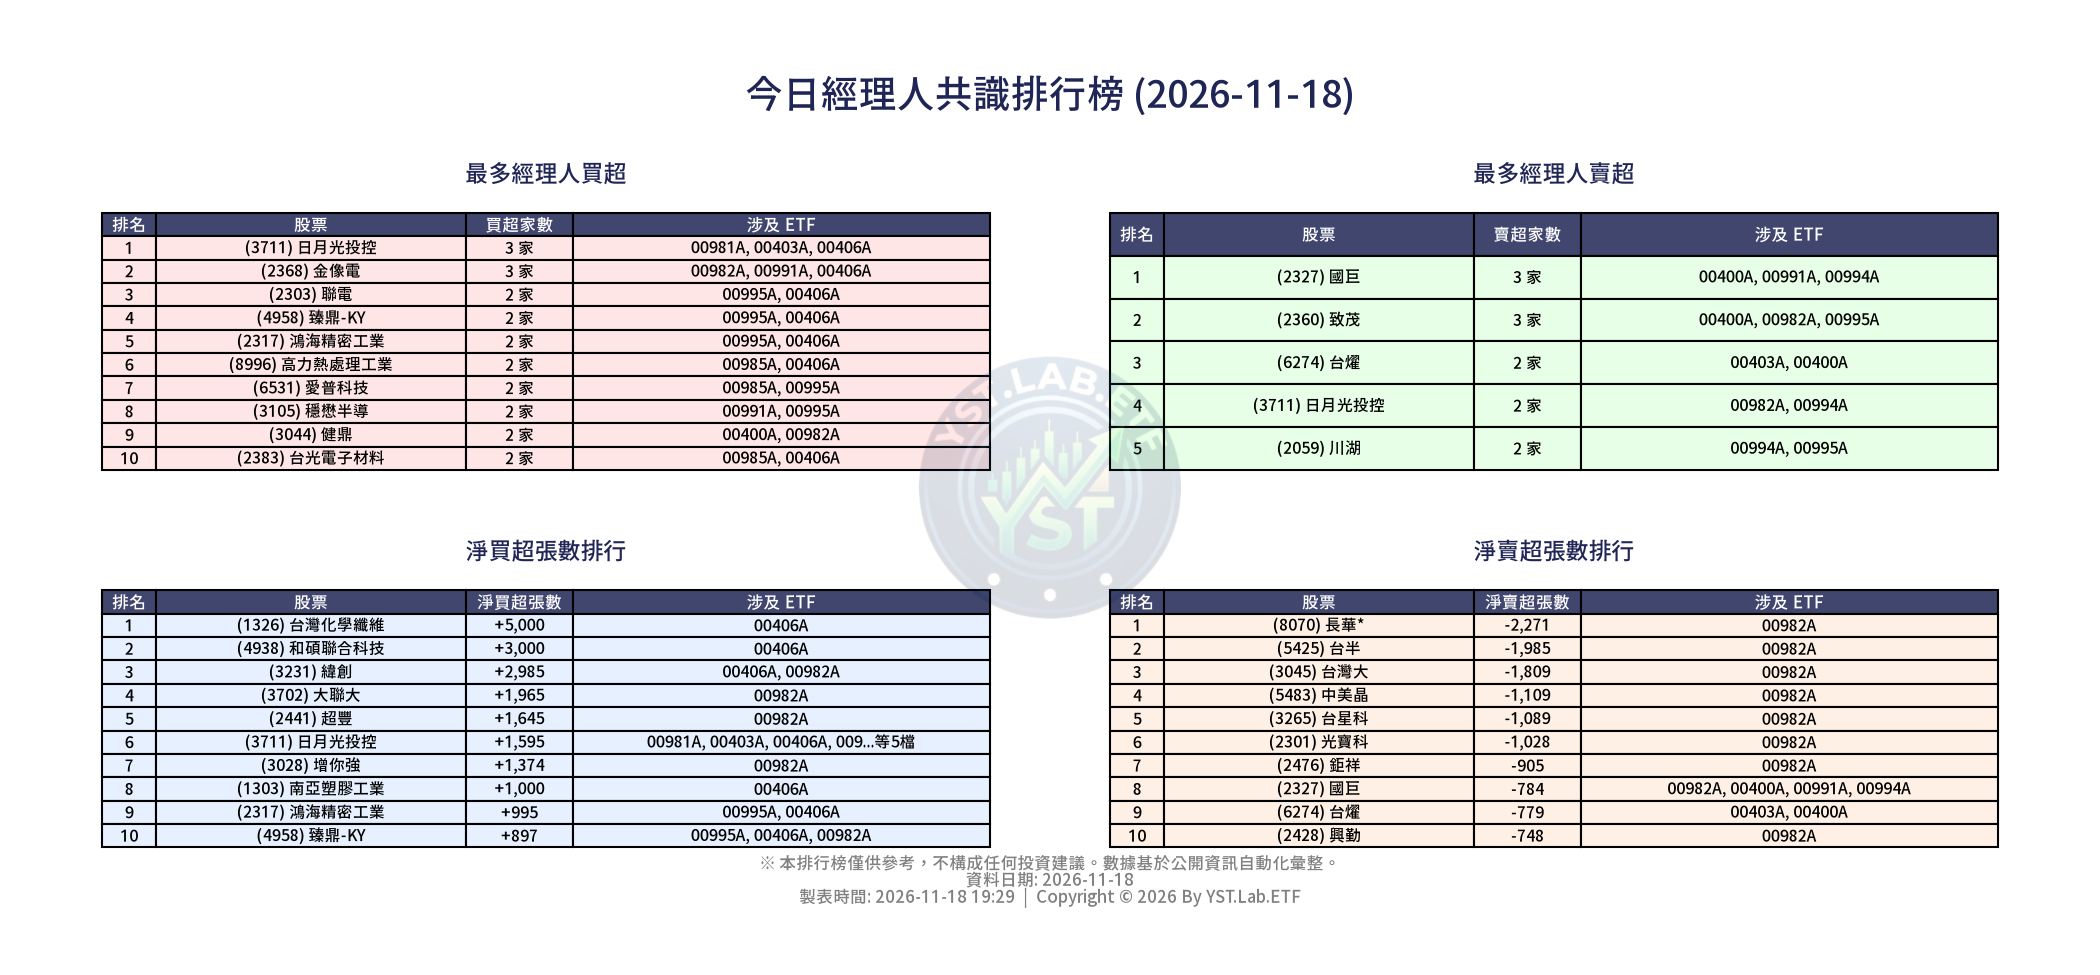 今日經理人共識排行榜 (2026-11-18)
最多經理人買超
排名 股票 買超家數 涉及 ETF
1 (3711) 日月光投控 3 家 00981A, 00403A, 00406A
2 (2368) 金像電 3 家 00982A, 00991A, 00406A
3 (2303) 聯電 2 家 00995A, 00406A
4 (4958) 臻鼎-KY 2 家 00995A, 00406A
5 (2317) 鴻海精密工業 2 家 00995A, 00406A
6 (8996) 高力熱處理工業 2 家 00985A, 00406A
7 (6531) 愛普科技 2 家 00985A, 00995A
8 (3105) 穩懋半導 2 家 00991A, 00995A
9 (3044) 健鼎 2 家 00400A, 00982A
10 (2383) 台光電子材料 2 家 00985A, 00406A
最多經理人賣超
排名 股票 賣超家數 涉及 ETF
1 (2327) 國巨 3 家 00400A, 00991A, 00994A
2 (2360) 致茂 3 家 00400A, 00982A, 00995A
3 (6274) 台燿 2 家 00403A, 00400A
4 (3711) 日月光投控 2 家 00982A, 00994A
5 (2059) 川湖 2 家 00994A, 00995A
YST.LAB.ETF
YST
淨買超張數排行
排名 股票 淨買超張數 涉及 ETF
1 (1326) 台灣化學纖維 +5,000 00406A
2 (4938) 和碩聯合科技 +3,000 00406A
3 (3231) 緯創 +2,985 00406A, 00982A
4 (3702) 大聯大 +1,965 00982A
5 (2441) 超豐 +1,645 00982A
6 (3711) 日月光投控 +1,595 00981A, 00403A, 00406A, 009...等5檔
7 (3028) 增你強 +1,374 00982A
8 (1303) 南亞塑膠工業 +1,000 00406A
9 (2317) 鴻海精密工業 +995 00995A, 00406A
10 (4958) 臻鼎-KY +897 00995A, 00406A, 00982A
淨賣超張數排行
排名 股票 淨賣超張數 涉及 ETF
1 (8070) 長華* -2,271 00982A
2 (5425) 台半 -1,985 00982A
3 (3045) 台灣大 -1,809 00982A
4 (5483) 中美晶 -1,109 00982A
5 (3265) 台星科 -1,089 00982A
6 (2301) 光寶科 -1,028 00982A
7 (2476) 鉅祥 -905 00982A
8 (2327) 國巨 -784 00982A, 00400A, 00991A, 00994A
9 (6274) 台燿 -779 00403A, 00400A
10 (2428) 興勤 -748 00982A
※ 本排行榜僅供參考，不構成任何投資建議。數據基於公開資訊自動化彙整。
資料日期: 2026-11-18
製表時間: 2026-11-18 19:29 │ Copyright © 2026 By YST.Lab.ETF